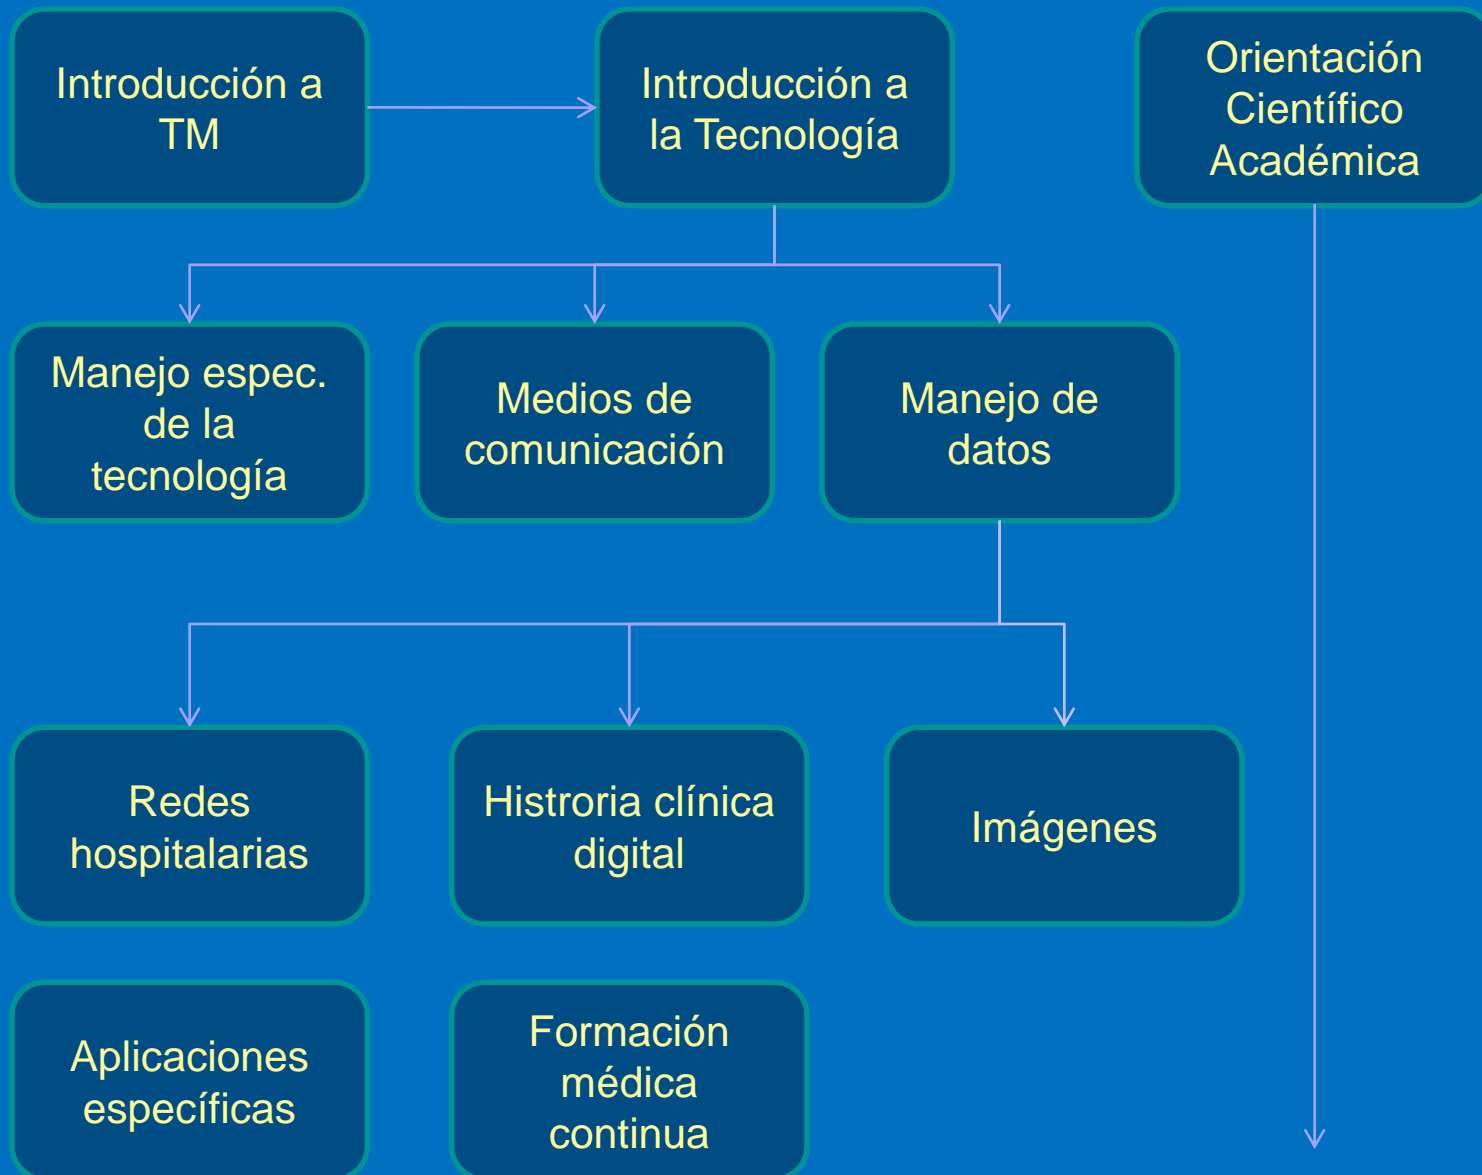 Introducción a
TM
Introducción a
la Tecnología
Orientación
Científico
Académica
Manejo espec.
de la
tecnología
Medios de
comunicación
Manejo de
datos
Redes
hospitalarias
Histroria clínica
digital
Imágenes
Aplicaciones
específicas
Formación
médica
continua